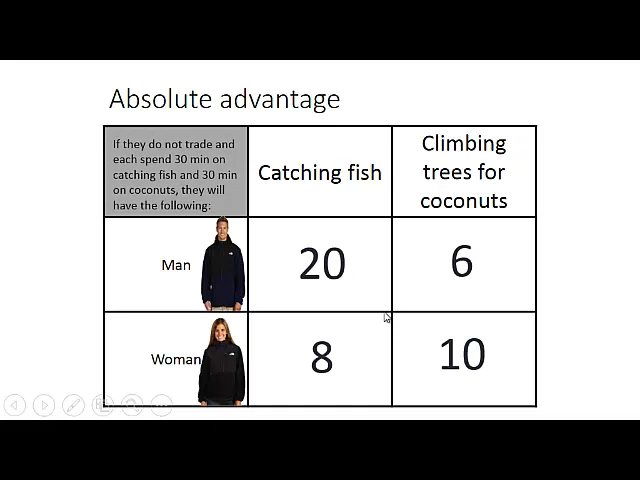 Absolute advantage
If they do not trade and
each spend 30 min on
catching fish and 30 min
on coconuts, they will
have the following:
Catching fish
Climbing
trees for
coconuts
Man
20
6
Woman
8
10